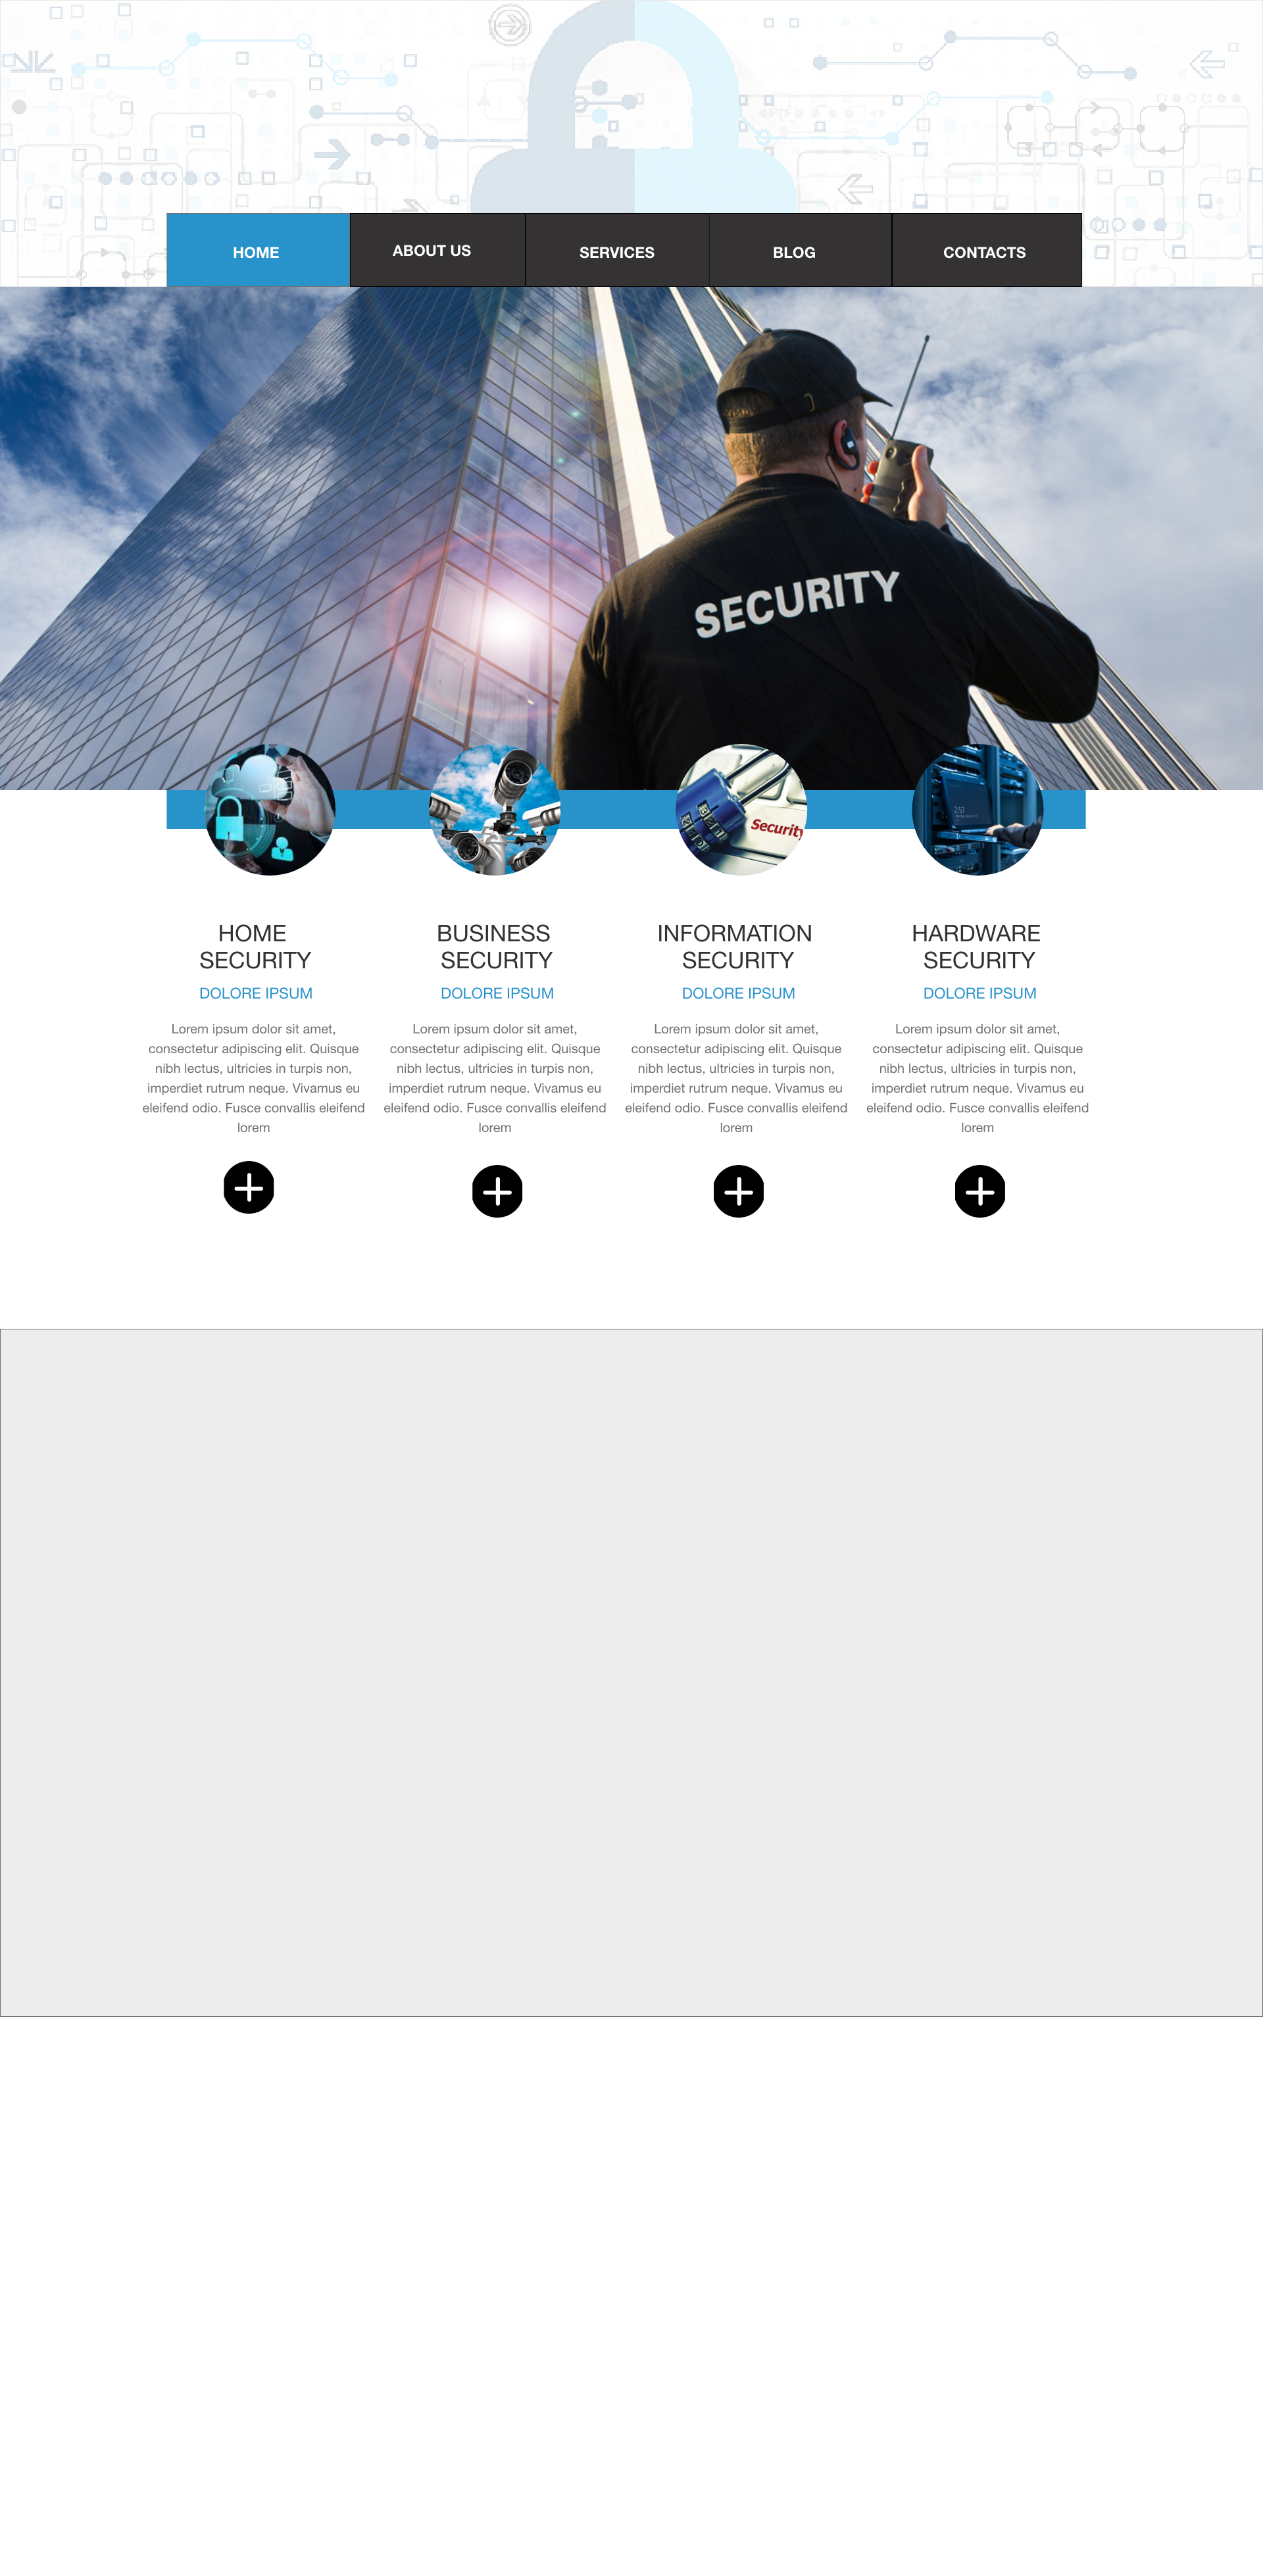 HOME
ABOUT US
SERVICES
BLOG
CONTACTS
SECURITY
Security
HOME
SECURITY
DOLORE IPSUM
Lorem ipsum dolor sit amet,
consectetur adipiscing elit. Quisque
nibh lectus, ultricies in turpis non,
imperdiet rutrum neque. Vivamus eu
eleifend odio. Fusce convallis eleifend
lorem
BUSINESS
SECURITY
DOLORE IPSUM
Lorem ipsum dolor sit amet,
consectetur adipiscing elit. Quisque
nibh lectus, ultricies in turpis non,
imperdiet rutrum neque. Vivamus eu
eleifend odio. Fusce convallis eleifend
lorem
INFORMATION
SECURITY
DOLORE IPSUM
Lorem ipsum dolor sit amet,
consectetur adipiscing elit. Quisque
nibh lectus, ultricies in turpis non,
imperdiet rutrum neque. Vivamus eu
eleifend odio. Fusce convallis eleifend
lorem
HARDWARE
SECURITY
DOLORE IPSUM
Lorem ipsum dolor sit amet,
consectetur adipiscing elit. Quisque
nibh lectus, ultricies in turpis non,
imperdiet rutrum neque. Vivamus eu
eleifend odio. Fusce convallis eleifend
lorem